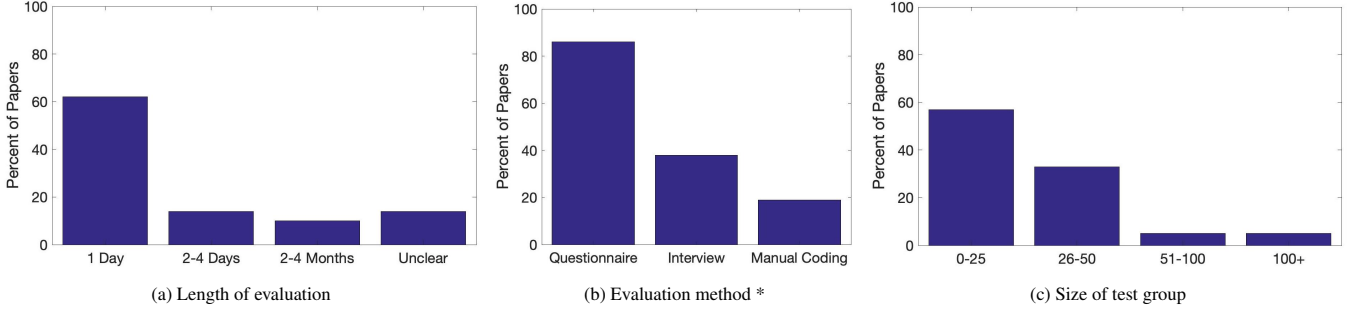 100
80
60
40
20
0
Percent of Papers
1 Day 2-4 Days 2-4 Months Unclear
(a) Length of evaluation
100
80
60
40
20
0
Percent of Papers
Questionnaire Interview Manual Coding
(b) Evaluation method *
100
80
60
40
20
0
Percent of Papers
0-25 26-50 51-100 100+
(c) Size of test group